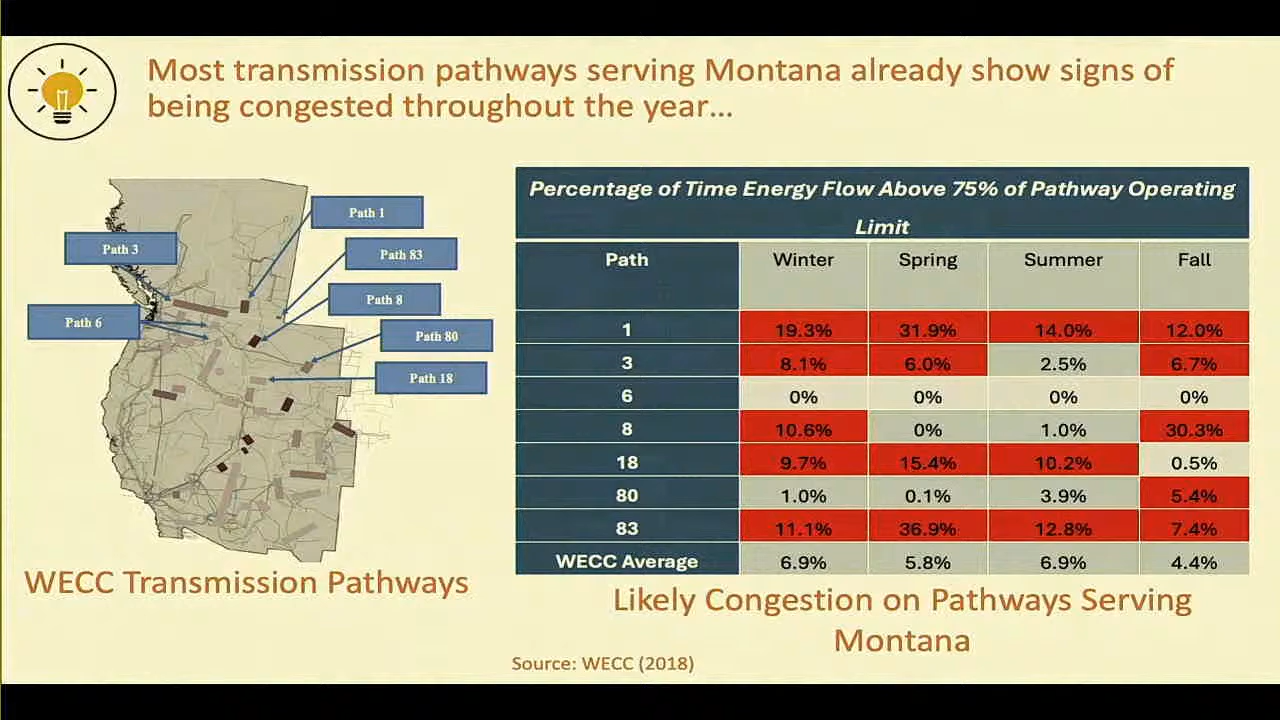 Most transmission pathways serving Montana already show signs of
being congested throughout the year...
Path 1
Path 3
Path 83
Path 8
Path 6
Path 80
Path 18
WECC Transmission Pathways
Percentage of Time Energy Flow Above 75% of Pathway Operating
Limit
Path Winter Spring Summer Fall
1 19.3% 31.9% 14.0% 12.0%
3 8.1% 6.0% 2.5% 6.7%
6 0% 0% 0% 0%
8 10.6% 0% 1.0% 30.3%
18 9.7% 15.4% 10.2% 0.5%
80 1.0% 0.1% 3.9% 5.4%
83 11.1% 36.9% 12.8% 7.4%
WECC Average 6.9% 5.8% 6.9% 4.4%
Likely Congestion on Pathways Serving
Montana
Source: WECC (2018)